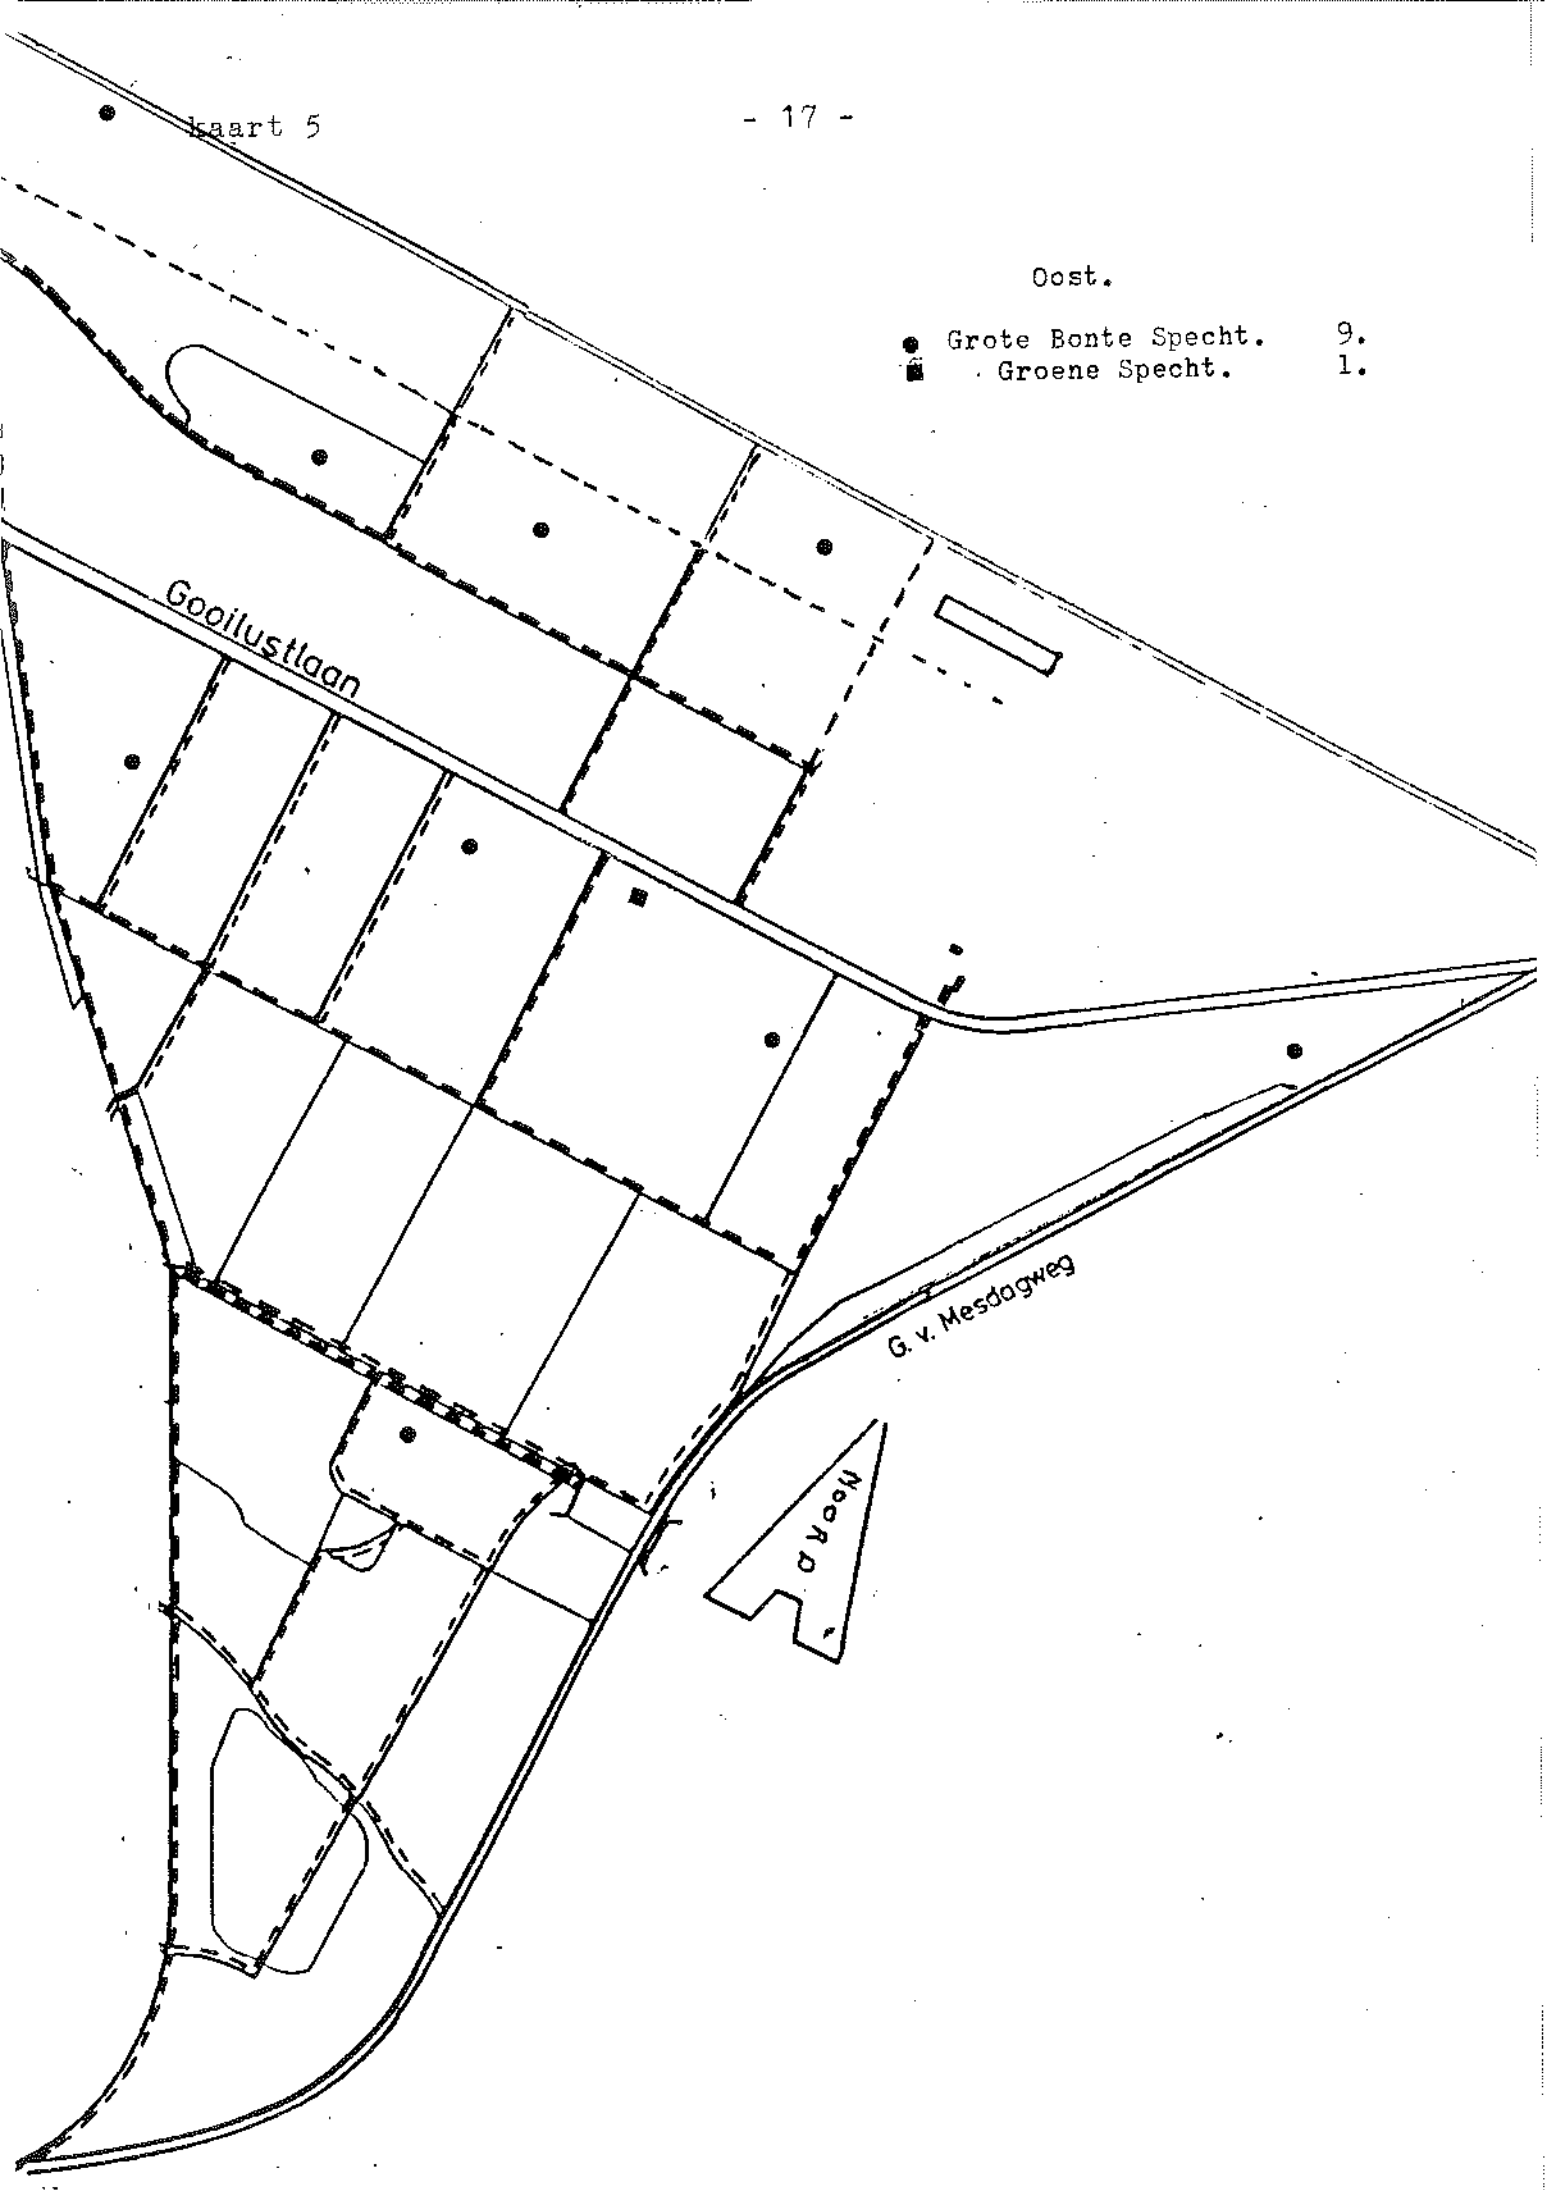 kaart 5
- 17 -
Oost.
Grote Bonte Specht. 9.
Groene Specht. 1.
Gooilustlaan
G. v. Mesdagweg
NOORD